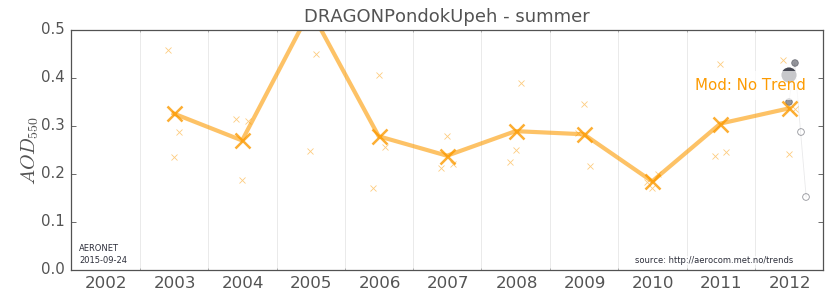 DRAGONPondokUpeh - summer
0.5
0.4
0.3
0.2
0.1
0.0
AOD550
Mod: No Trend
AERONET
2015-09-24
source: http://aerocom.met.no/trends
2002 2003 2004 2005 2006 2007 2008 2009 2010 2011 2012